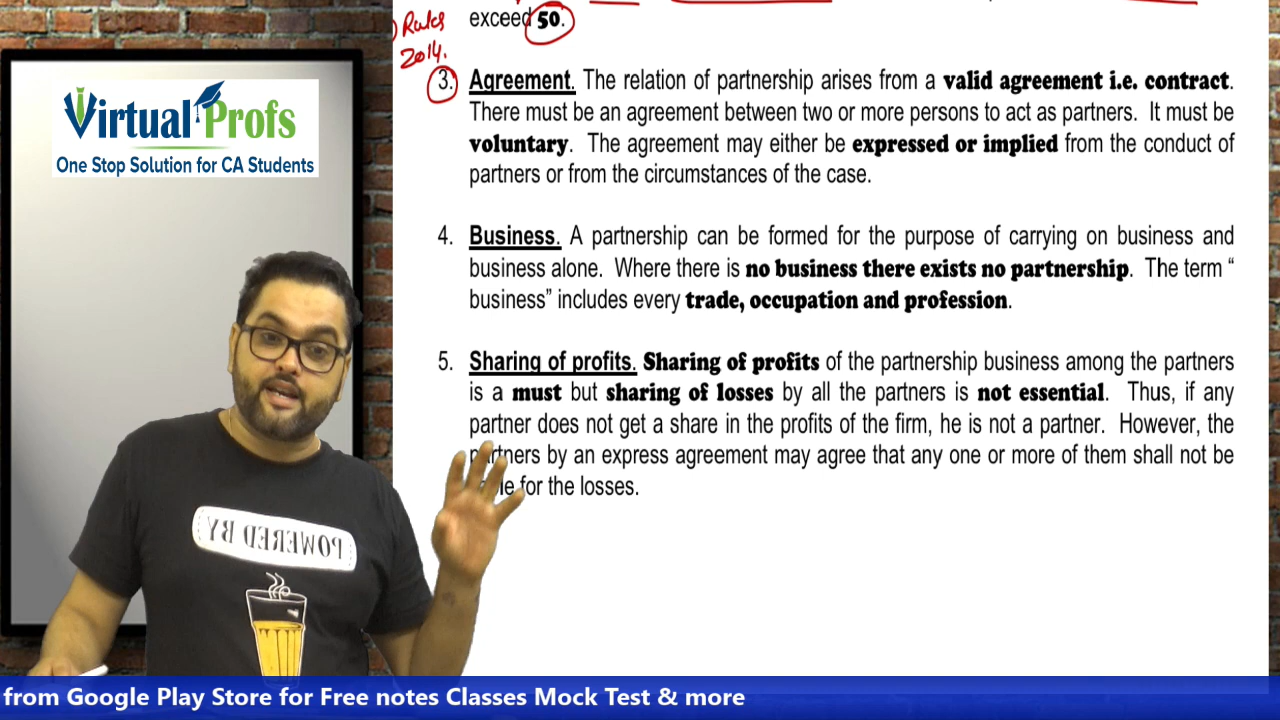 exceed 50.
) Rules
2014.
3. Agreement. The relation of partnership arises from a valid agreement i.e. contract.
There must be an agreement between two or more persons to act as partners. It must be
voluntary. The agreement may either be expressed or implied from the conduct of
partners or from the circumstances of the case.
4. Business. A partnership can be formed for the purpose of carrying on business and
business alone. Where there is no business there exists no partnership. The term “
business” includes every trade, occupation and profession.
5. Sharing of profits. Sharing of profits of the partnership business among the partners
is a must but sharing of losses by all the partners is not essential. Thus, if any
partner does not get a share in the profits of the firm, he is not a partner. However, the
partners by an express agreement may agree that any one or more of them shall not be
for the losses.
Virtual Profs
One Stop Solution for CA Students
POWERED BY
from Google Play Store for Free notes Classes Mock Test & more